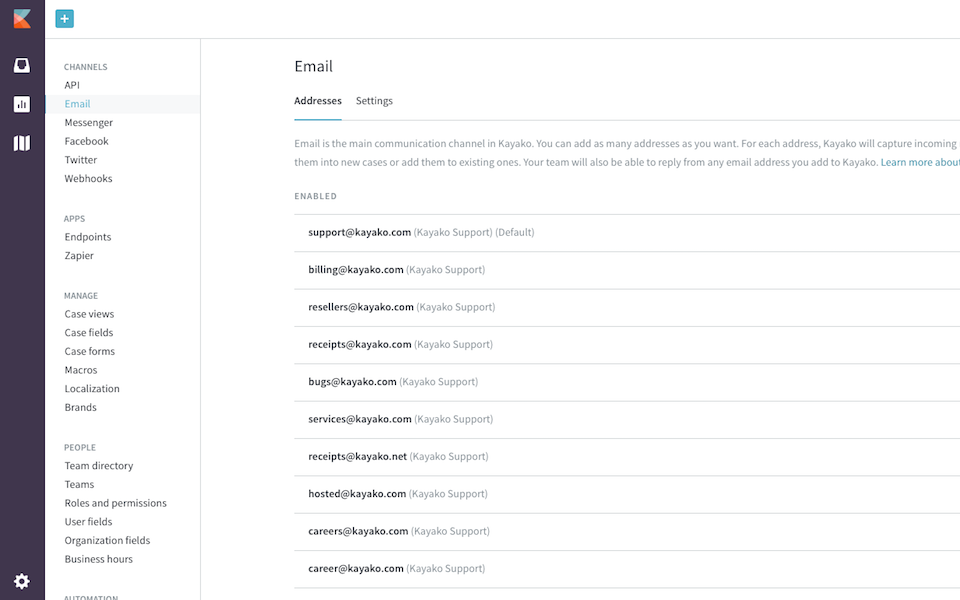 CHANNELS
API
Email
Messenger
Facebook
Twitter
Webhooks
APPS
Endpoints
Zapier
MANAGE
Case views
Case fields
Case forms
Macros
Localization
Brands
PEOPLE
Team directory
Teams
Roles and permissions
User fields
Organization fields
Business hours
AUTOMATION
Email
Addresses Settings
Email is the main communication channel in Kayako. You can add as many addresses as you want. For each address, Kayako will capture incoming
them into new cases or add them to existing ones. Your team will also be able to reply from any email address you add to Kayako. Learn more about
ENABLED
support@kayako.com (Kayako Support) (Default)
billing@kayako.com (Kayako Support)
resellers@kayako.com (Kayako Support)
receipts@kayako.com (Kayako Support)
bugs@kayako.com (Kayako Support)
services@kayako.com (Kayako Support)
receipts@kayako.net (Kayako Support)
hosted@kayako.com (Kayako Support)
careers@kayako.com (Kayako Support)
career@kayako.com (Kayako Support)